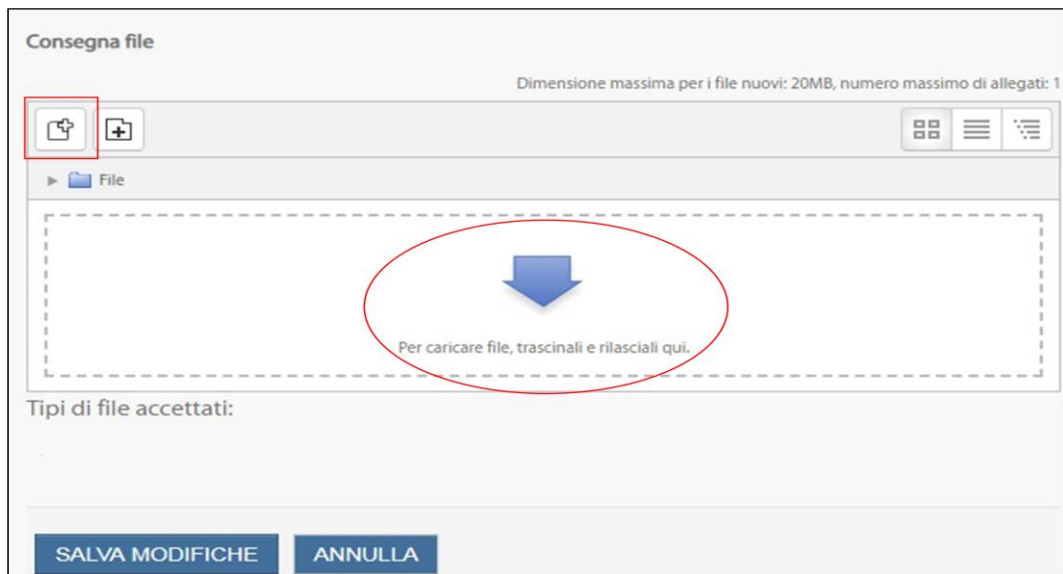 Consegna file
Dimensione massima per i file nuovi: 20MB, numero massimo di allegati: 1
File
Per caricare file, trascinali e rilasciali qui.
Tipi di file accettati:
SALVA MODIFICHE
ANNULLA